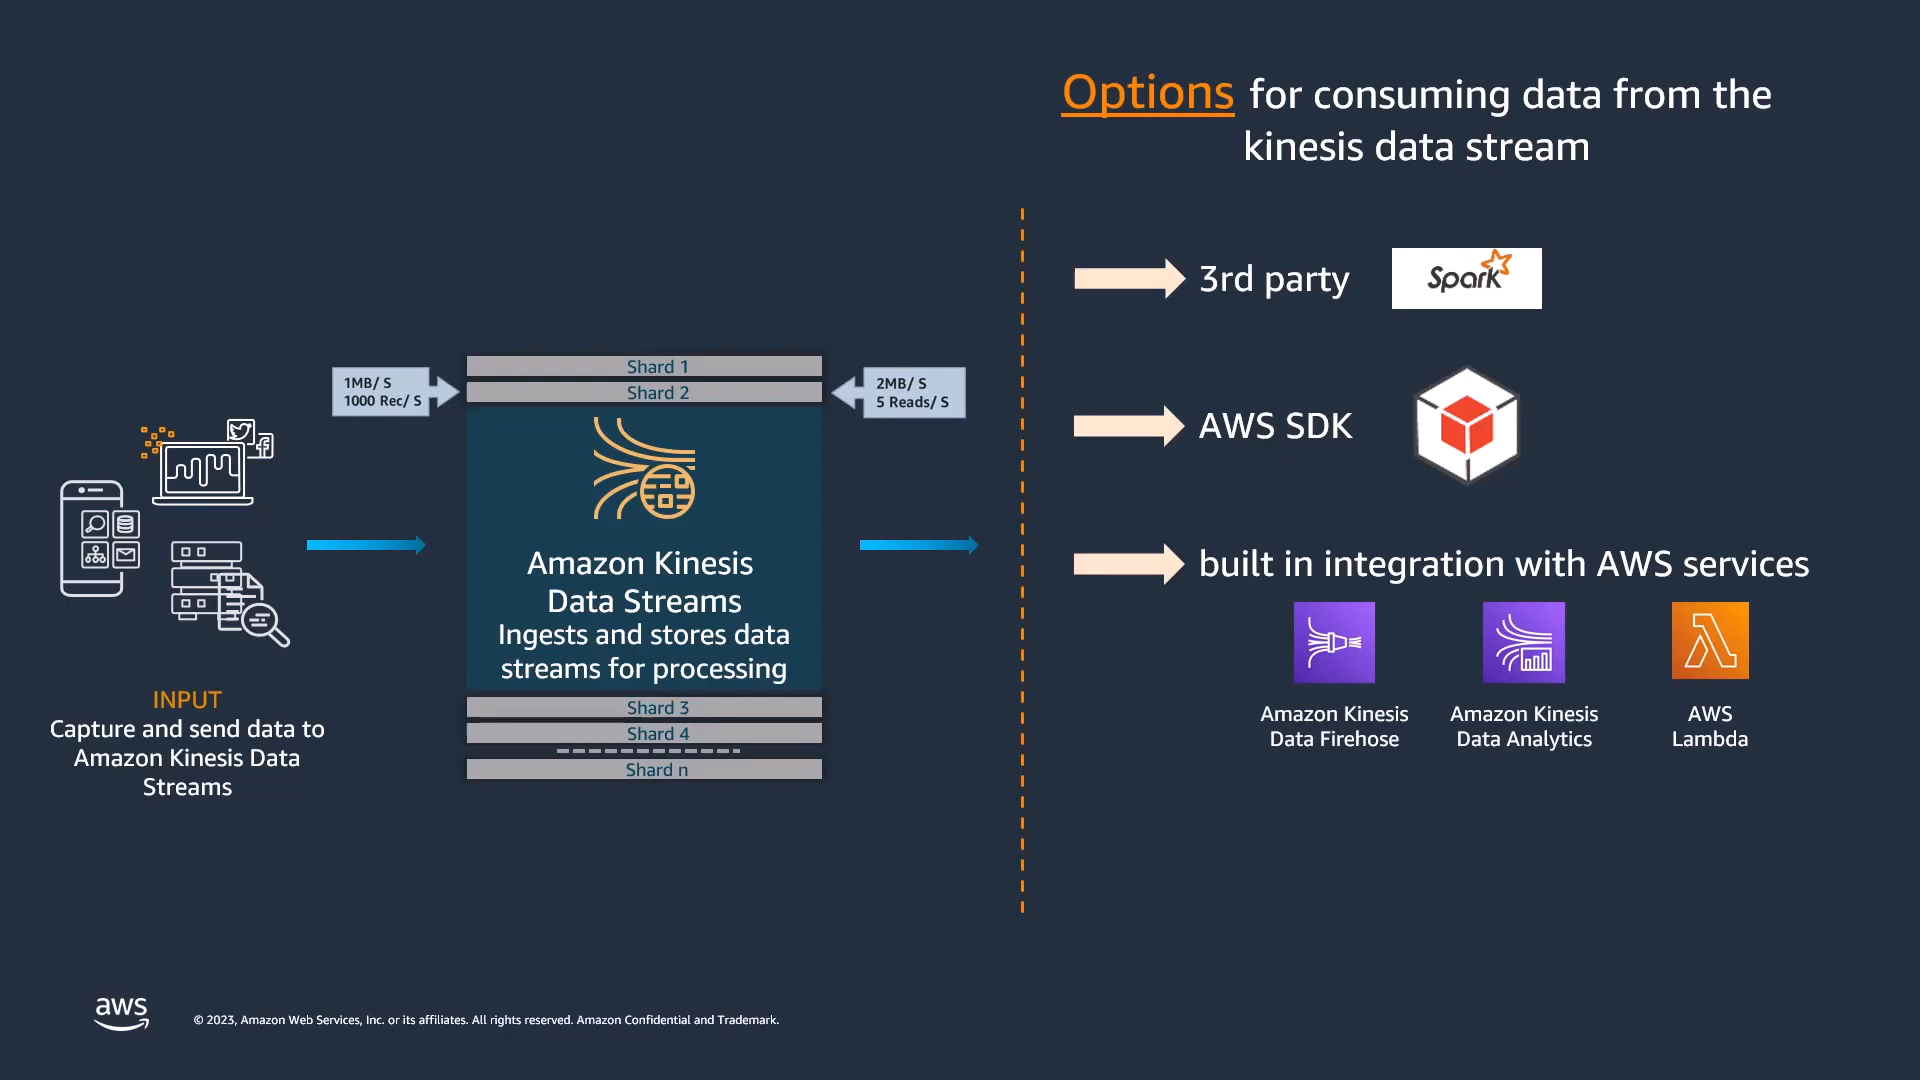 Options for consuming data from the
kinesis data stream
3rd party
Spark
AWS SDK
built in integration with AWS services
Amazon Kinesis
Data Firehose
Amazon Kinesis
Data Analytics
AWS
Lambda
Shard 1
Shard 2
1MB/ S
1000 Rec/ S
2MB/ S
5 Reads/ S
Amazon Kinesis
Data Streams
Ingests and stores data
streams for processing
Shard 3
Shard 4
Shard n
INPUT
Capture and send data to
Amazon Kinesis Data
Streams
aws
© 2023, Amazon Web Services, Inc. or its affiliates. All rights reserved. Amazon Confidential and Trademark.